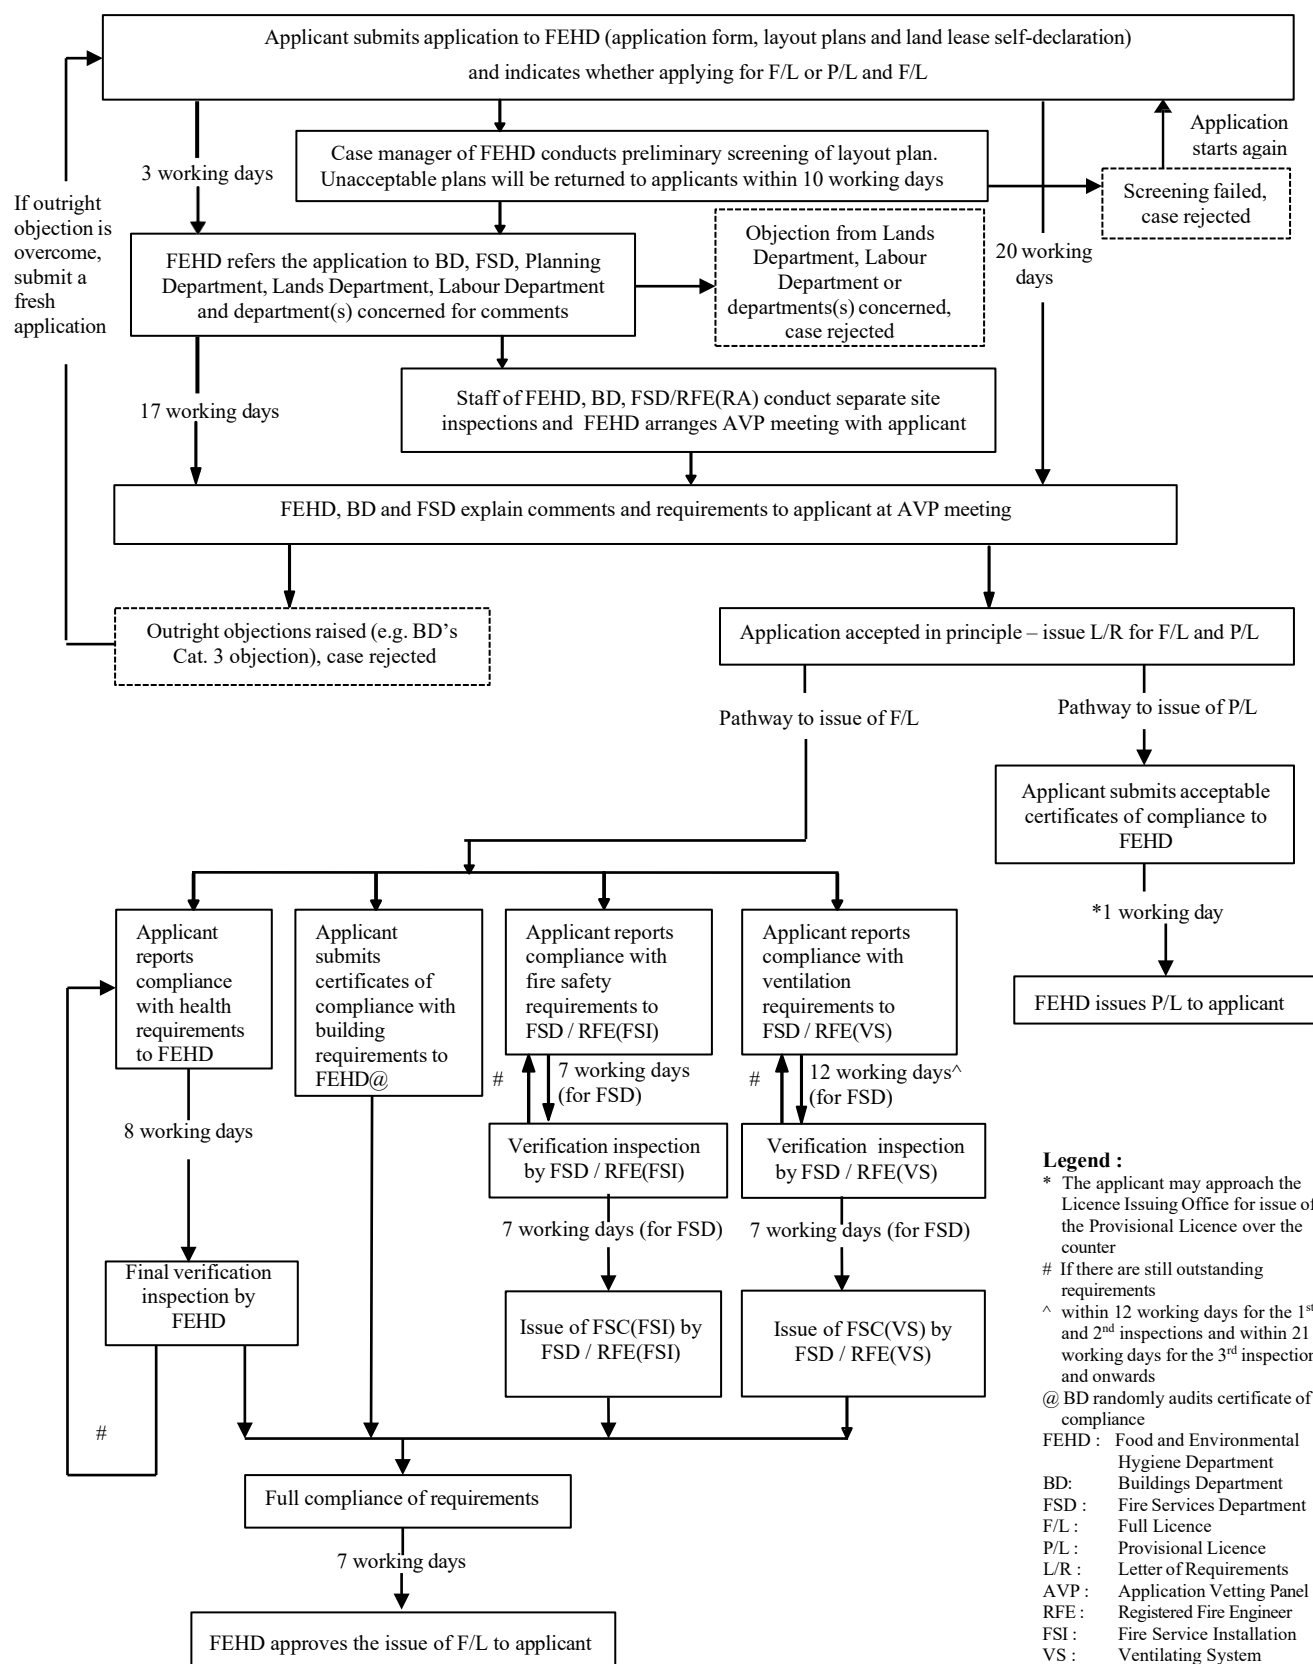 Applicant submits application to FEHD (application form, layout plans and land lease self-declaration)
and indicates whether applying for F/L or P/L and F/L
Application
starts again
3 working days
Case manager of FEHD conducts preliminary screening of layout plan.
Unacceptable plans will be returned to applicants within 10 working days
Screening failed,
case rejected
If outright
objection is
overcome,
submit a
fresh
application
FEHD refers the application to BD, FSD, Planning
Department, Lands Department, Labour Department
and department(s) concerned for comments
Objection from Lands
Department, Labour
Department or
departments(s) concerned,
case rejected
20 working
days
17 working days
Staff of FEHD, BD, FSD/RFE(RA) conduct separate site
inspections and FEHD arranges AVP meeting with applicant
FEHD, BD and FSD explain comments and requirements to applicant at AVP meeting
Outright objections raised (e.g. BD’s
Cat. 3 objection), case rejected
Application accepted in principle – issue L/R for F/L and P/L
Pathway to issue of F/L
Pathway to issue of P/L
Applicant submits acceptable
certificates of compliance to
FEHD
*1 working day
FEHD issues P/L to applicant
Applicant
reports
compliance
with health
requirements
to FEHD
Applicant
submits
certificates of
compliance with
building
requirements to
FEHD@
Applicant reports
compliance with
fire safety
requirements to
FSD / RFE(FSI)
Applicant reports
compliance with
ventilation
requirements to
FSD / RFE(VS)
#
7 working days
(for FSD)
#
12 working days^
(for FSD)
8 working days
Verification inspection
by FSD / RFE(FSI)
Verification inspection
by FSD / RFE(VS)
7 working days (for FSD)
7 working days (for FSD)
Final verification
inspection by
FEHD
Issue of FSC(FSI) by
FSD / RFE(FSI)
Issue of FSC(VS) by
FSD / RFE(VS)
#
Full compliance of requirements
7 working days
FEHD approves the issue of F/L to applicant
Legend :
* The applicant may approach the
Licence Issuing Office for issue of
the Provisional Licence over the
counter
# If there are still outstanding
requirements
^ within 12 working days for the 1st
and 2nd inspections and within 21
working days for the 3rd inspection
and onwards
@ BD randomly audits certificate of
compliance
FEHD : Food and Environmental
Hygiene Department
BD: Buildings Department
FSD : Fire Services Department
F/L : Full Licence
P/L : Provisional Licence
L/R : Letter of Requirements
AVP : Application Vetting Panel
RFE : Registered Fire Engineer
FSI : Fire Service Installation
VS : Ventilating System